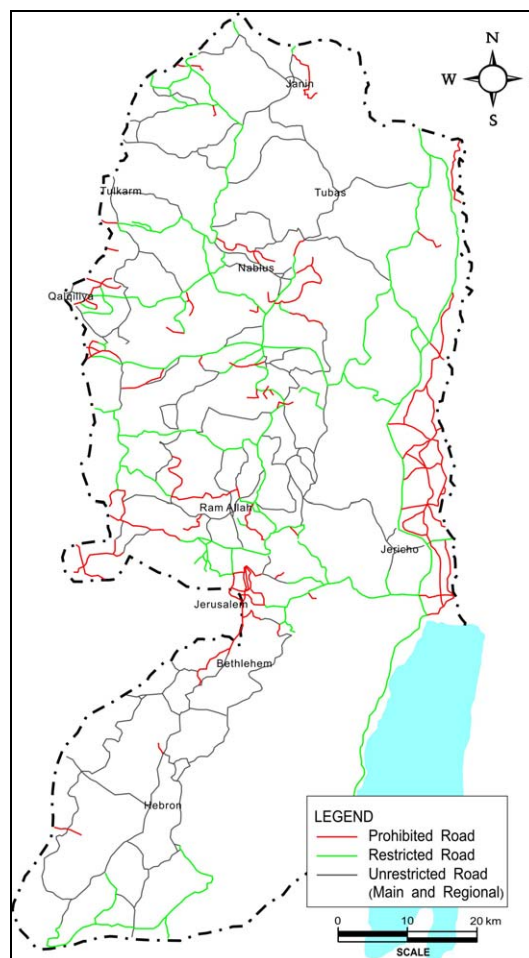 N
W E
S
Janin
Tulkarm
Tubas
Nablus
Qalqiliya
Ram Allah
Jericho
Jerusalem
Bethlehem
Hebron
LEGEND
Prohibited Road
Restricted Road
Unrestricted Road
(Main and Regional)
0 10 20 km
SCALE